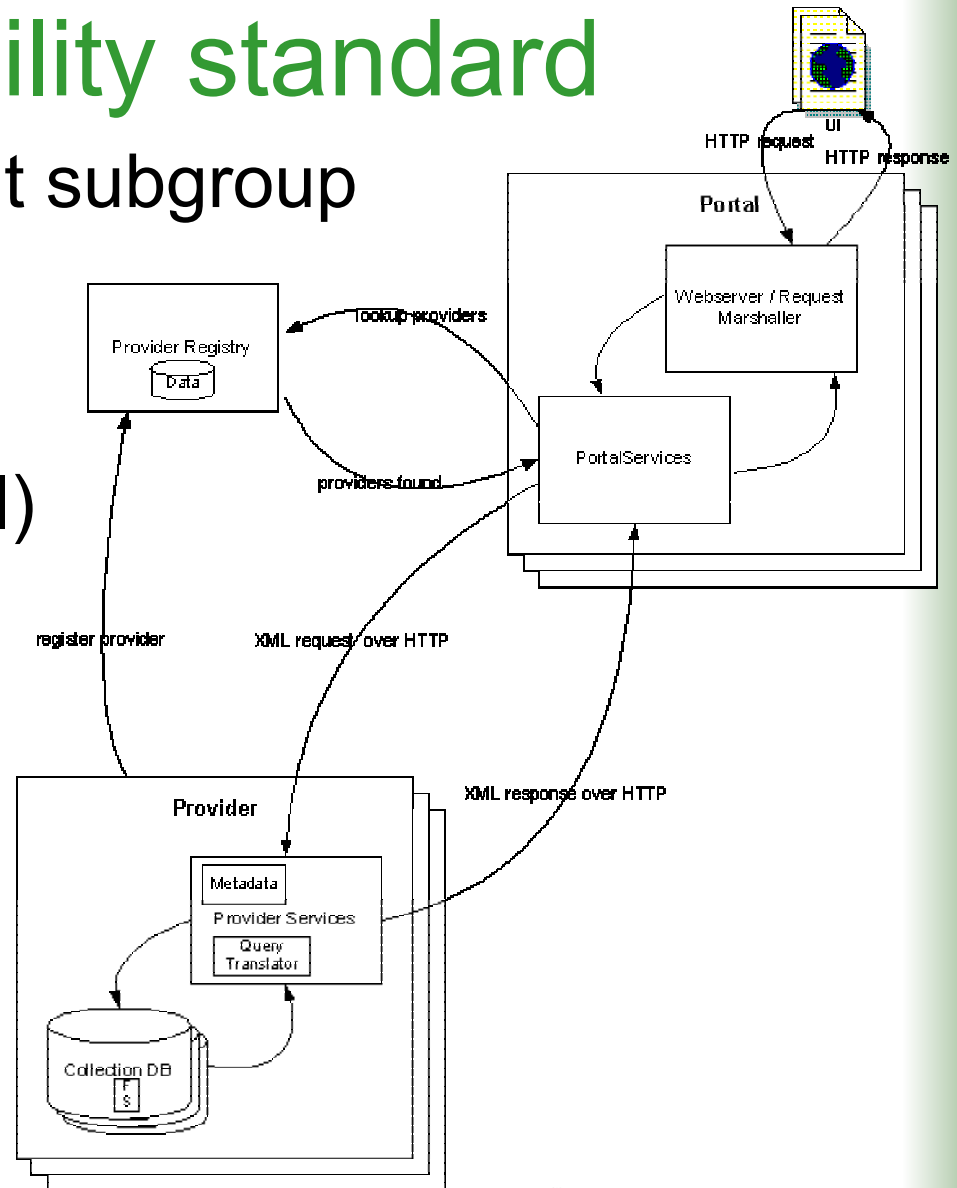 ility standard
t subgroup
UI
HTTP request
HTTP response
Portal
Webserver / Request
Marshaller
lookup providers
Provider Registry
Data
PortalServices
providers found
l)
register provider
XML request over HTTP
XML response over HTTP
Provider
Metadata
Provider Services
Query
Translator
Collection DB
F
S